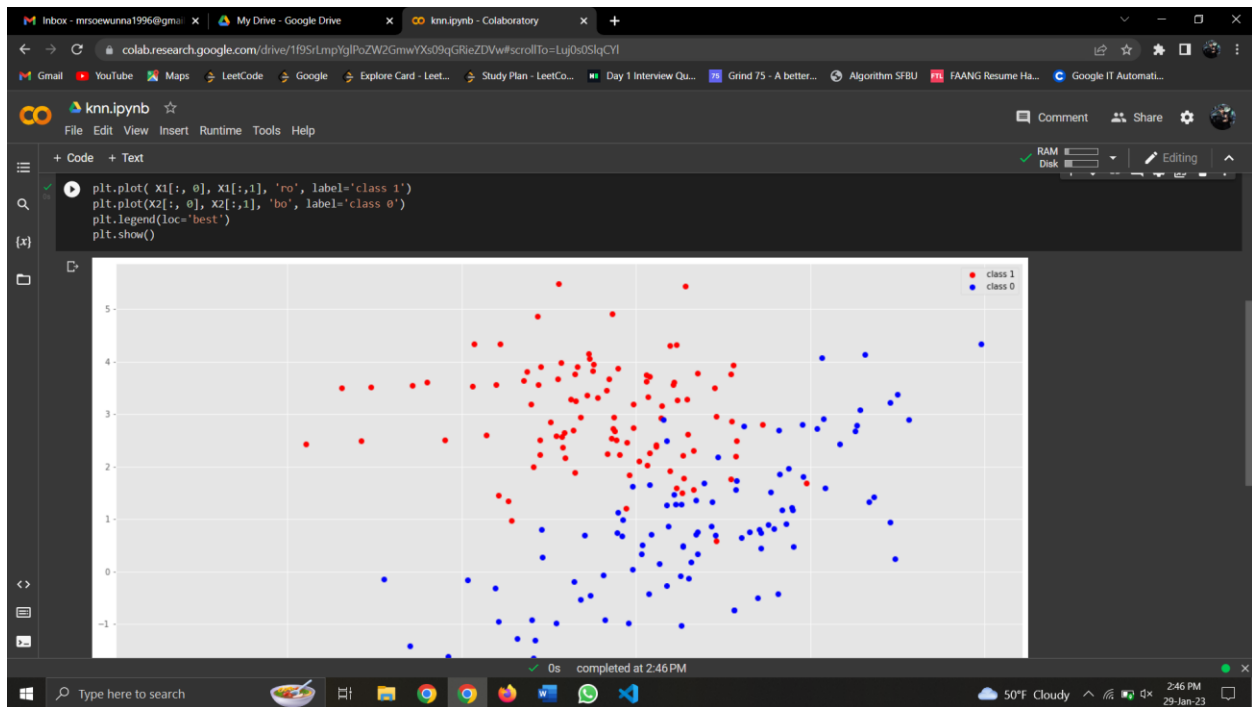 Inbox - mrsoewunna1996@gmai
My Drive - Google Drive
knn.ipynb - Colaboratory
colab.research.google.com/drive/1f9SrLmpYglPoZW2GmwYXs09qGRieZDVw#scrollTo=Luj0s0SlqCYl
Gmail YouTube Maps LeetCode Google Explore Card - Leet... Study Plan - LeetCo... Day 1 Interview Qu... 75 Grind 75 - A better... Algorithm SFBU FTL FAANG Resume Ha... Google IT Automati...
knn.ipynb
Comment Share
File Edit View Insert Runtime Tools Help
+ Code + Text
RAM
Disk
Editing
plt.plot( X1[:, 0], X1[:,1], 'ro', label='class 1')
plt.plot(X2[:, 0], X2[:,1], 'bo', label='class 0')
plt.legend(loc='best')
plt.show()
{x}
class 1
class 0
5
4
3
2
1
0
−1
0s completed at 2:46 PM
Type here to search
50°F Cloudy
2:46 PM
29-Jan-23